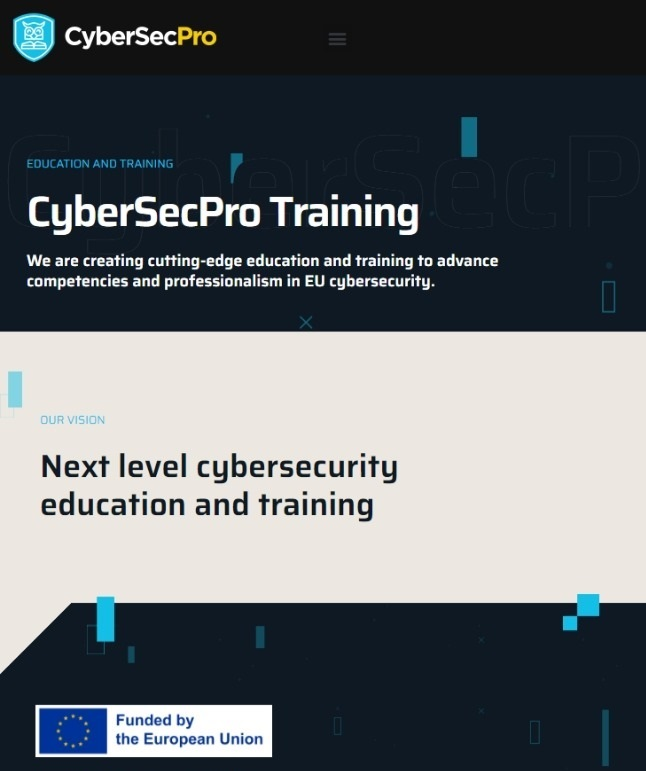 CyberSecPro
EDUCATION AND TRAINING
CyberSecPro Training
We are creating cutting-edge education and training to advance
competencies and professionalism in EU cybersecurity.
OUR VISION
Next level cybersecurity
education and training
Funded by
the European Union